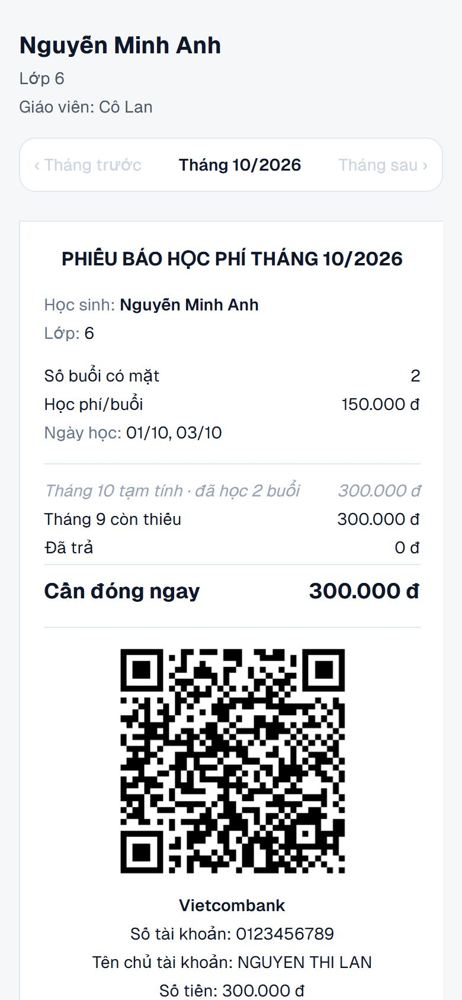 Nguyễn Minh Anh
Lớp 6
Giáo viên: Cô Lan
‹ Tháng trước Tháng 10/2026 Tháng sau ›
PHIẾU BÁO HỌC PHÍ THÁNG 10/2026
Học sinh: Nguyễn Minh Anh
Lớp: 6
Số buổi có mặt 2
Học phí/buổi 150.000 đ
Ngày học: 01/10, 03/10
Tháng 10 tạm tính · đã học 2 buổi 300.000 đ
Tháng 9 còn thiếu 300.000 đ
Đã trả 0 đ
Cần đóng ngay 300.000 đ
Vietcombank
Số tài khoản: 0123456789
Tên chủ tài khoản: NGUYEN THI LAN
Số tiền: 300.000 đ